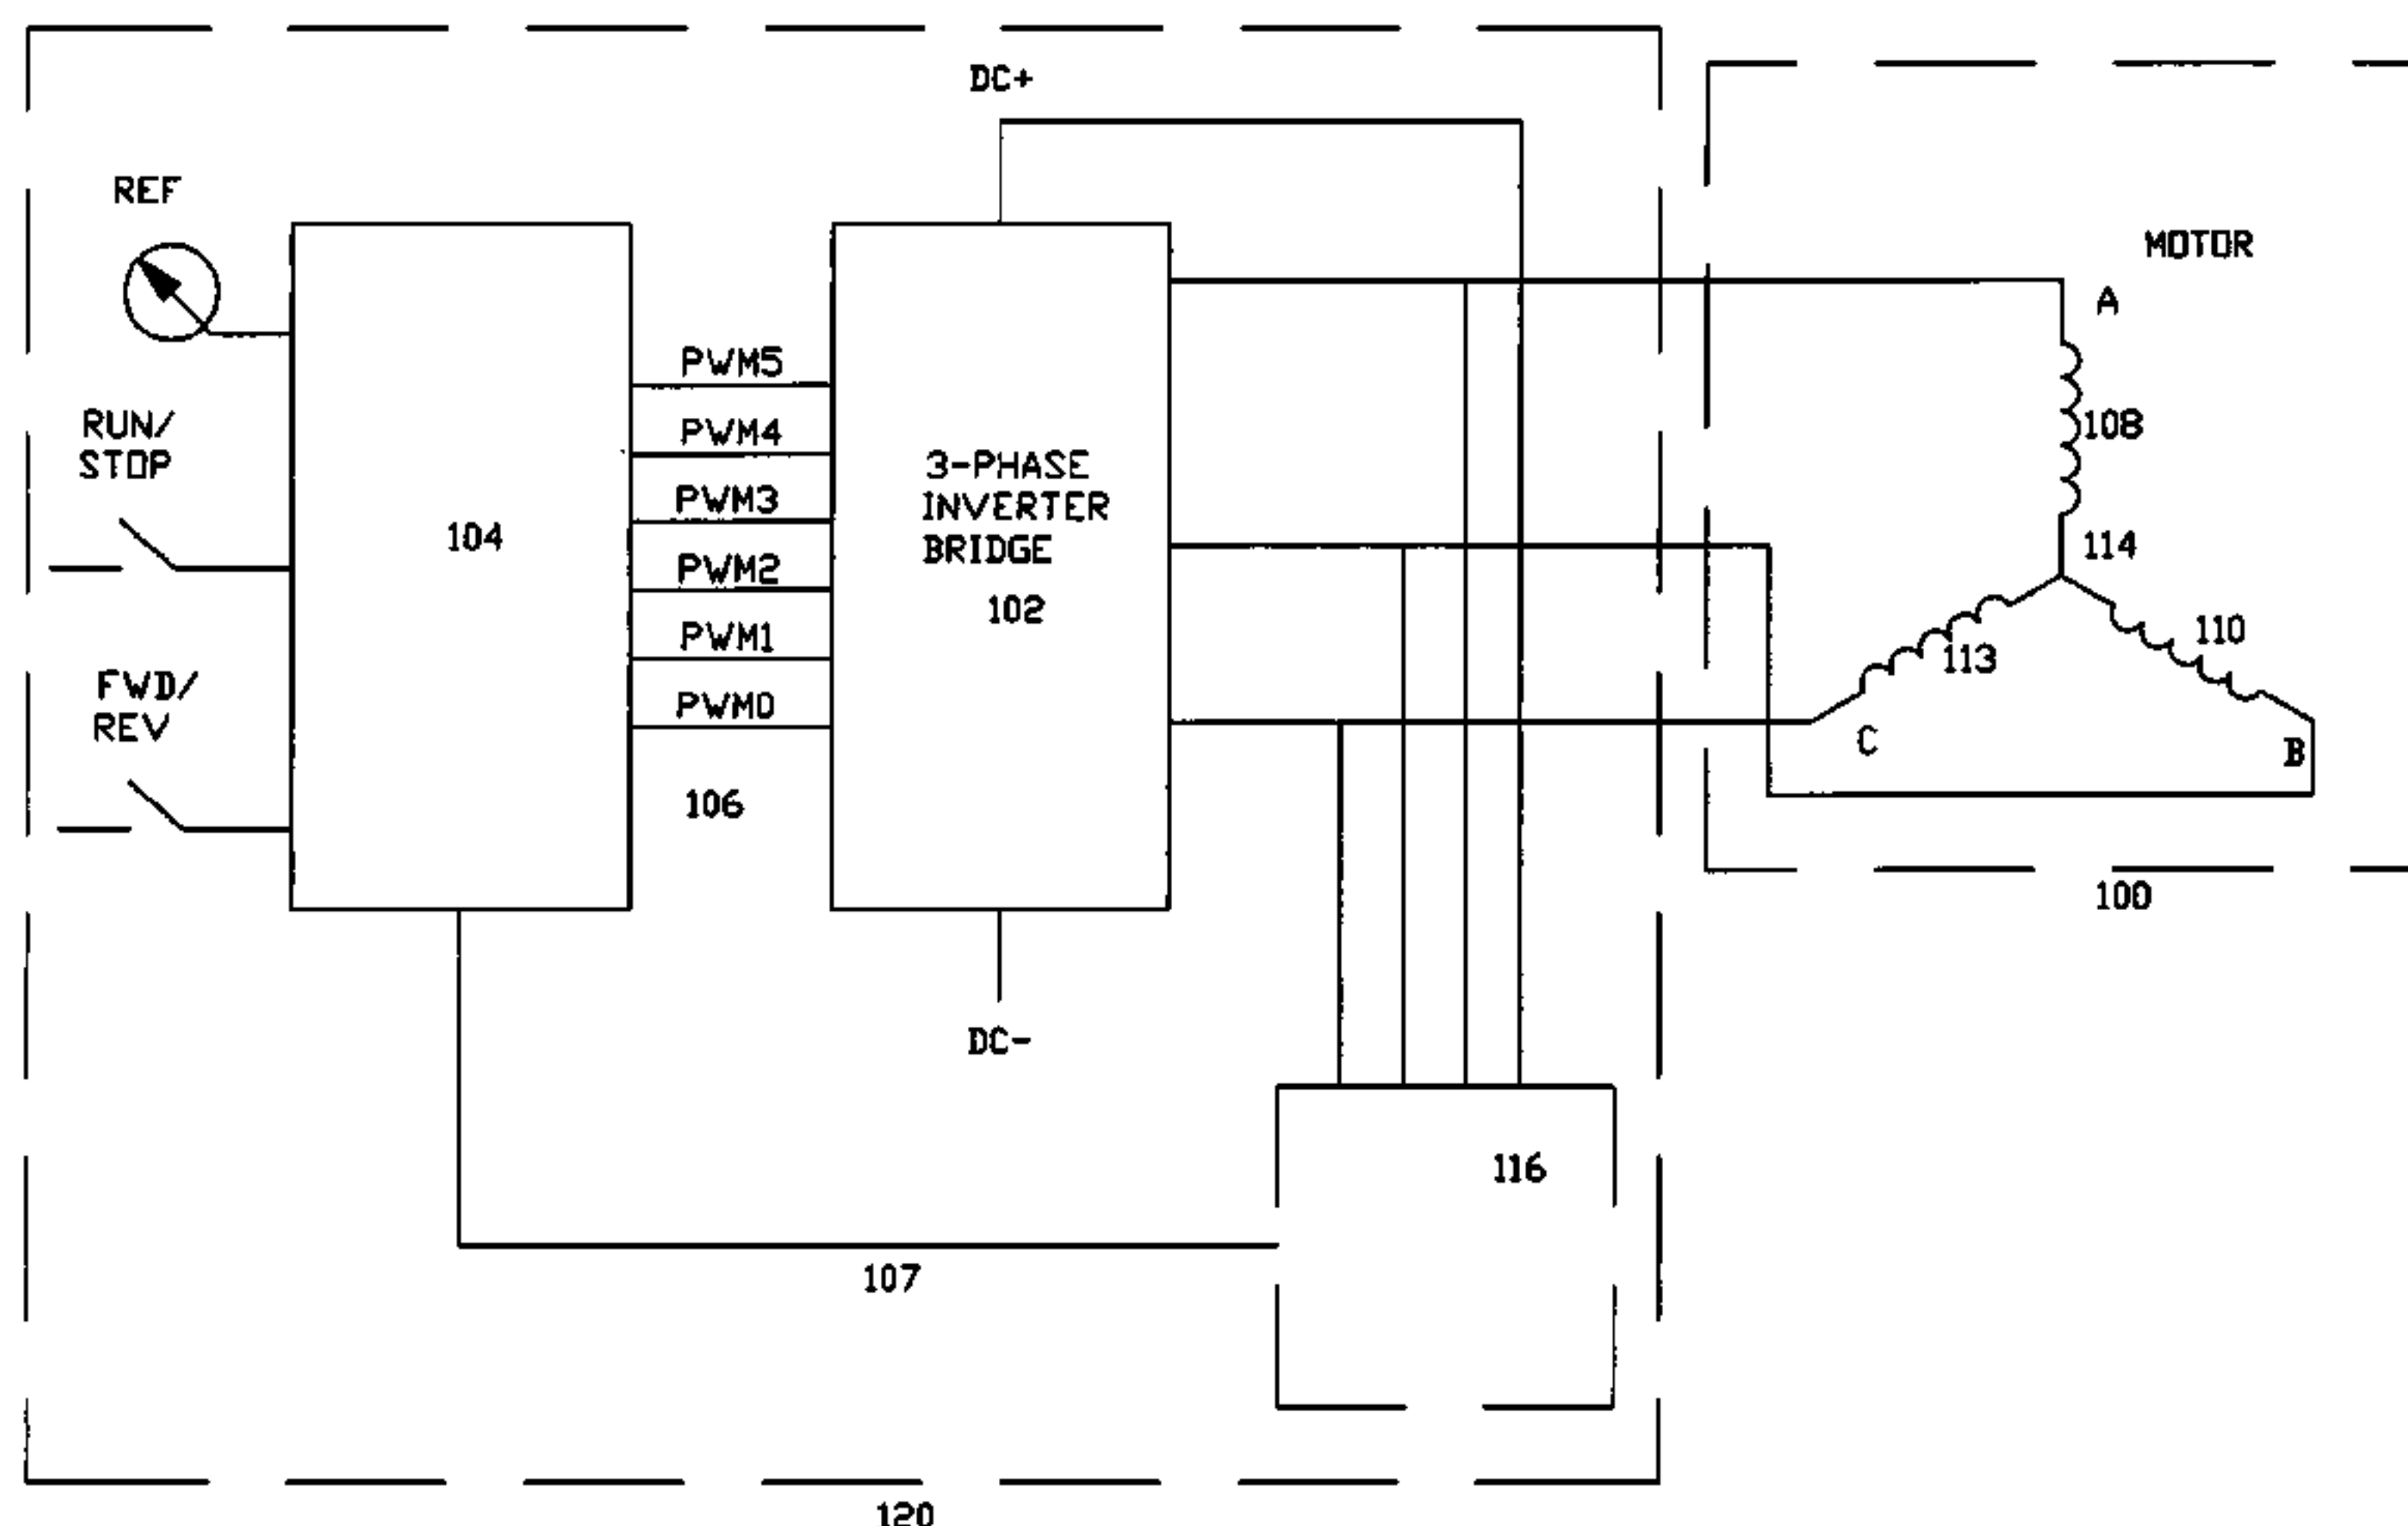 DC+
REF
MOTOR
A
PWM5
RUN/
STOP
PWM4
108
3-PHASE
INVERTER
BRIDGE
102
PWM3
104
114
PWM2
PWM1
110
113
FWD/
REV
PWM0
C
B
106
100
DC-
116
107
120